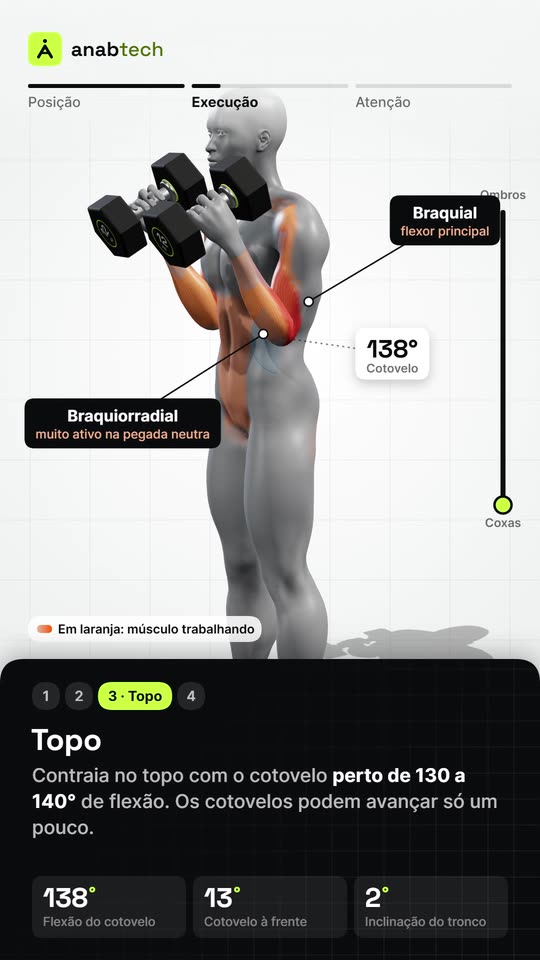 anabtech
Posição
Execução
Atenção
Ombros
Braquial
flexor principal
138°
Cotovelo
Braquiorradial
muito ativo na pegada neutra
Coxas
Em laranja: músculo trabalhando
1
2
3 · Topo
4
Topo
Contraia no topo com o cotovelo perto de 130 a
140° de flexão. Os cotovelos podem avançar só um
pouco.
138°
Flexão do cotovelo
13°
Cotovelo à frente
2°
Inclinação do tronco